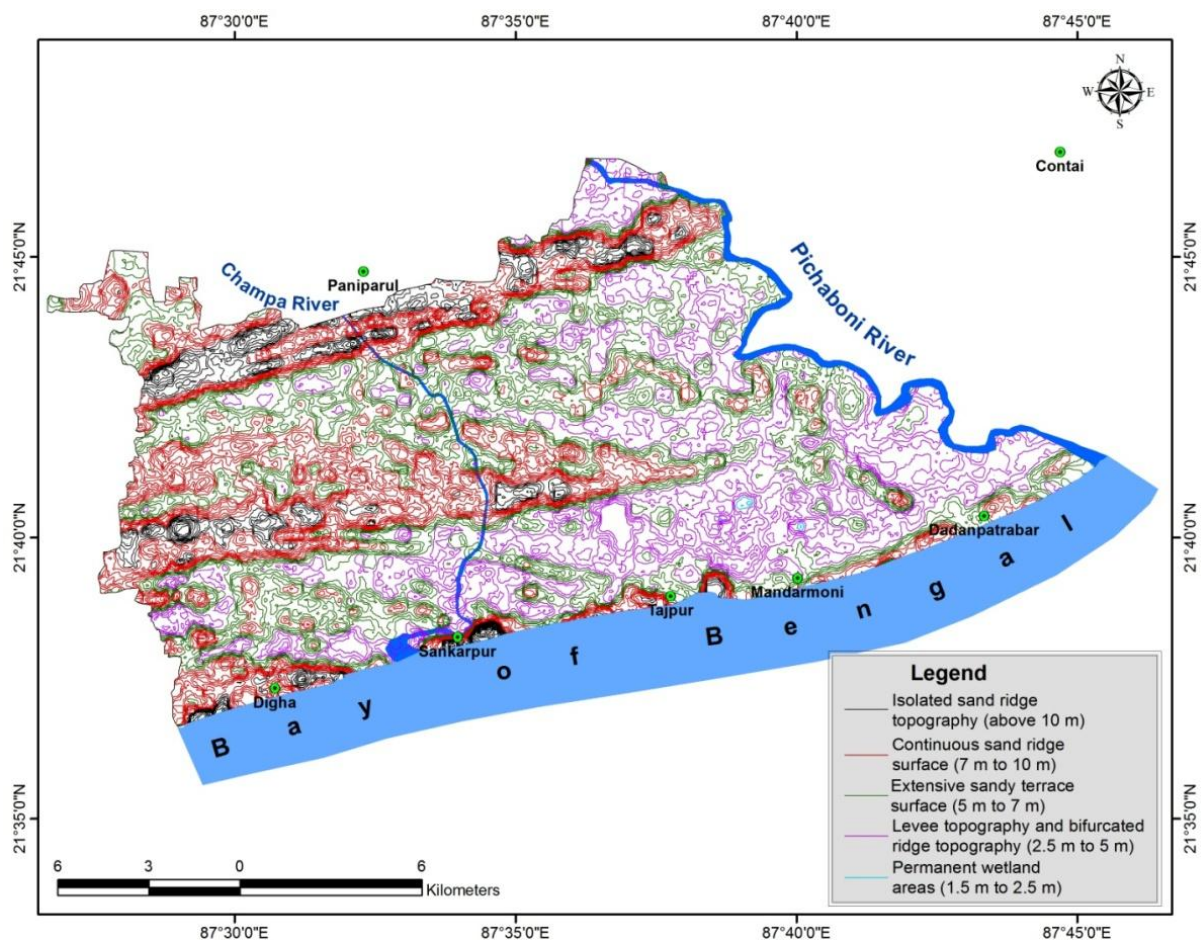 87°30'0"E
87°35'0"E
87°40'0"E
87°45'0"E
N
W
E
S
Contai
21°45'0"N
21°45'0"N
Paniparul
Champa River
Pichaboni River
21°40'0"N
21°40'0"N
Dadanpatrabar
Mandarmoni
Tajpur
Sankarpur
Digha
Bay of Bengal
Legend
Isolated sand ridge
topography (above 10 m)
Continuous sand ridge
surface (7 m to 10 m)
Extensive sandy terrace
surface (5 m to 7 m)
Levee topography and bifurcated
ridge topography (2.5 m to 5 m)
Permanent wetland
areas (1.5 m to 2.5 m)
21°35'0"N
21°35'0"N
6 3 0 6
Kilometers
87°30'0"E
87°35'0"E
87°40'0"E
87°45'0"E